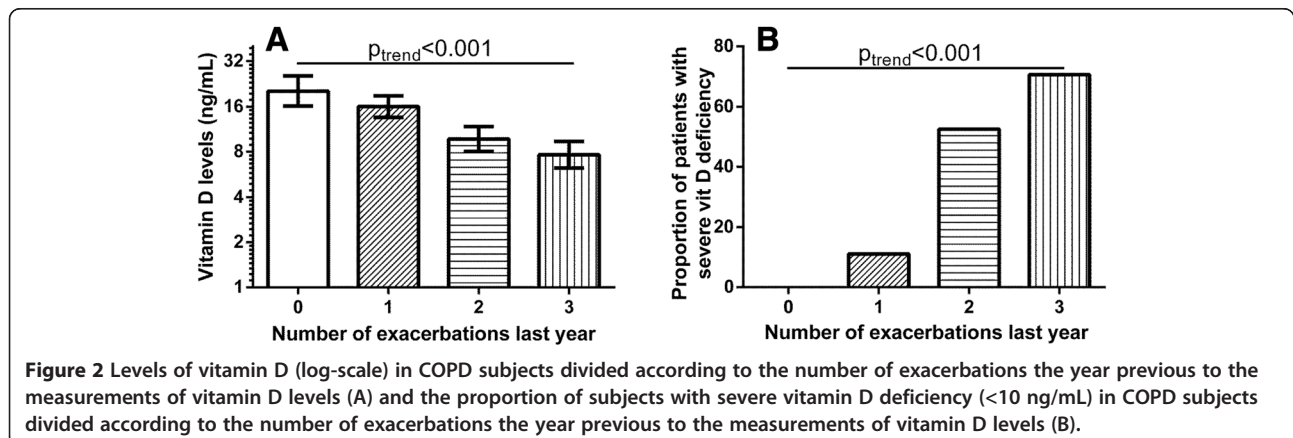 A
p_trend<0.001
Vitamin D levels (ng/mL)
32
16
8
4
2
1
0 1 2 3
Number of exacerbations last year
B
p_trend<0.001
Proportion of patients with
severe vit D deficiency
80
60
40
20
0
0 1 2 3
Number of exacerbations last year
Figure 2 Levels of vitamin D (log-scale) in COPD subjects divided according to the number of exacerbations the year previous to the
measurements of vitamin D levels (A) and the proportion of subjects with severe vitamin D deficiency (<10 ng/mL) in COPD subjects
divided according to the number of exacerbations the year previous to the measurements of vitamin D levels (B).